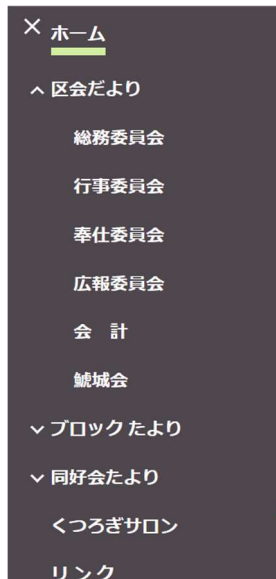 ホーム
区会だより
総務委員会
行事委員会
奉仕委員会
広報委員会
会　計
鯱城会
ブロック たより
同好会たより
くつろぎサロン
リンク